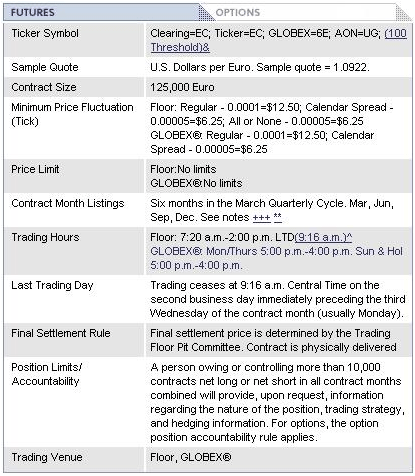 FUTURES OPTIONS
Ticker Symbol Clearing=EC; Ticker=EC; GLOBEX=6E; AON=UG; (100
Threshold)&
Sample Quote U.S. Dollars per Euro. Sample quote = 1.0922.
Contract Size 125,000 Euro
Minimum Price Fluctuation Floor: Regular - 0.0001=$12.50; Calendar Spread -
(Tick) 0.00005=$6.25; All or None - 0.00005=$6.25
GLOBEX®: Regular - 0.0001=$12.50; Calendar
Spread - 0.00005=$6.25
Price Limit Floor:No limits
GLOBEX®:No limits
Contract Month Listings Six months in the March Quarterly Cycle. Mar, Jun,
Sep, Dec. See notes +++ **
Trading Hours Floor: 7:20 a.m.-2:00 p.m. LTD(9:16 a.m.)^
GLOBEX®: Mon/Thurs 5:00 p.m.-4:00 p.m. Sun & Hol
5:00 p.m.-4:00 p.m.
Last Trading Day Trading ceases at 9:16 a.m. Central Time on the
second business day immediately preceding the third
Wednesday of the contract month (usually Monday).
Final Settlement Rule Final settlement price is determined by the Trading
Floor Pit Committee. Contract is physically delivered
Position Limits/ A person owning or controlling more than 10,000
Accountability contracts net long or net short in all contract months
combined will provide, upon request, information
regarding the nature of the position, trading strategy,
and hedging information. For options, the option
position accountability rule applies.
Trading Venue Floor, GLOBEX®